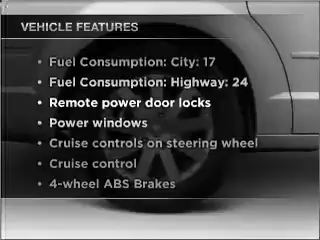 VEHICLE FEATURES
• Fuel Consumption: City: 17
• Fuel Consumption: Highway: 24
• Remote power door locks
• Power windows
• Cruise controls on steering wheel
• Cruise control
• 4-wheel ABS Brakes